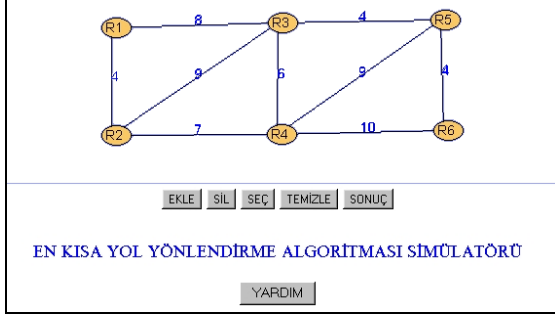 R1 8 R3 4 R5
4 9 6 9 4
R2 7 R4 10 R6
EKLE SİL SEÇ TEMİZLE SONUÇ
EN KISA YOL YÖNLENDİRME ALGORİTMASI SİMÜLATÖRÜ
YARDIM